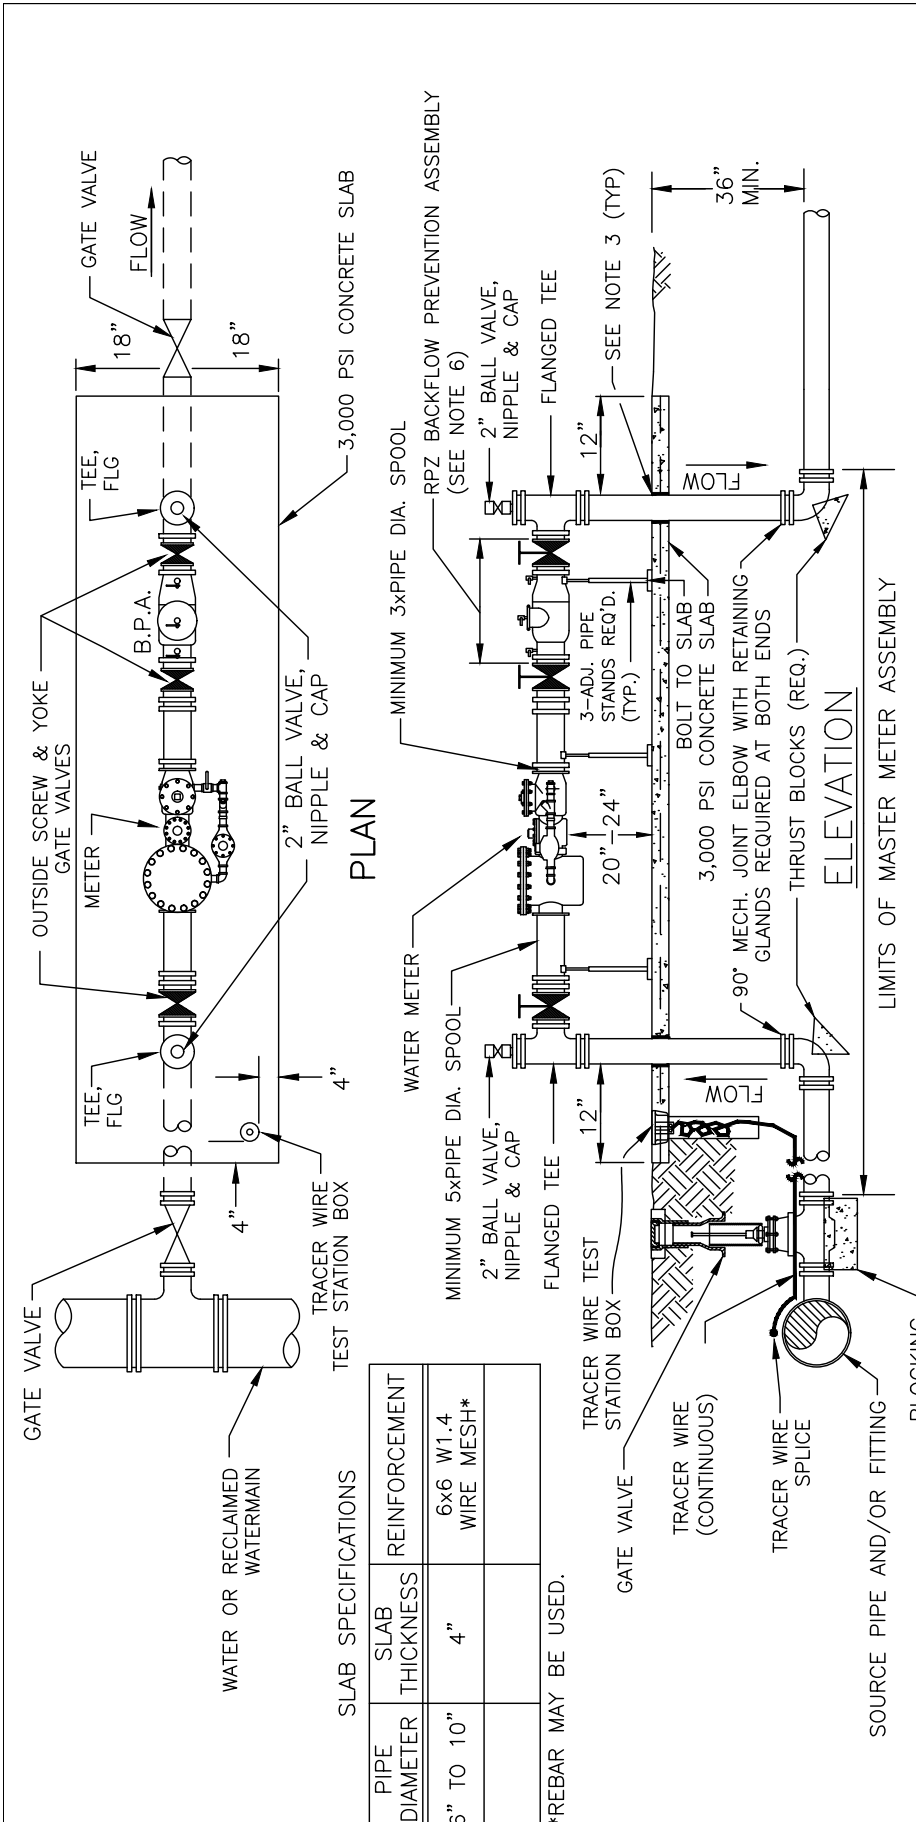 GATE VALVE
WATER OR RECLAIMED
WATERMAIN
TEE,
FLG
OUTSIDE SCREW & YOKE
GATE VALVES
METER
B.P.A.
TEE,
FLG
GATE VALVE
FLOW
18"
18"
3,000 PSI CONCRETE SLAB
2" BALL VALVE,
NIPPLE & CAP
4"
4"
TRACER WIRE
TEST STATION BOX
PLAN
SLAB SPECIFICATIONS
PIPE
DIAMETER
SLAB
THICKNESS
REINFORCEMENT
6" TO 10"
4"
6x6 W1.4
WIRE MESH*
*REBAR MAY BE USED.
WATER METER
MINIMUM 5xPIPE DIA. SPOOL
2" BALL VALVE,
NIPPLE & CAP
FLANGED TEE
MINIMUM 3xPIPE DIA. SPOOL
RPZ BACKFLOW PREVENTION ASSEMBLY
(SEE NOTE 6)
2" BALL VALVE,
NIPPLE & CAP
FLANGED TEE
SEE NOTE 3 (TYP)
12"
12"
36"
MIN.
FLOW
FLOW
20"-24"
3-ADJ. PIPE
STANDS REQ'D.
(TYP.)
BOLT TO SLAB
3,000 PSI CONCRETE SLAB
90° MECH. JOINT ELBOW WITH RETAINING
GLANDS REQUIRED AT BOTH ENDS
THRUST BLOCKS (REQ.)
ELEVATION
LIMITS OF MASTER METER ASSEMBLY
TRACER WIRE TEST
STATION BOX
GATE VALVE
TRACER WIRE
(CONTINUOUS)
TRACER WIRE
SPLICE
SOURCE PIPE AND/OR FITTING
BLOCKING